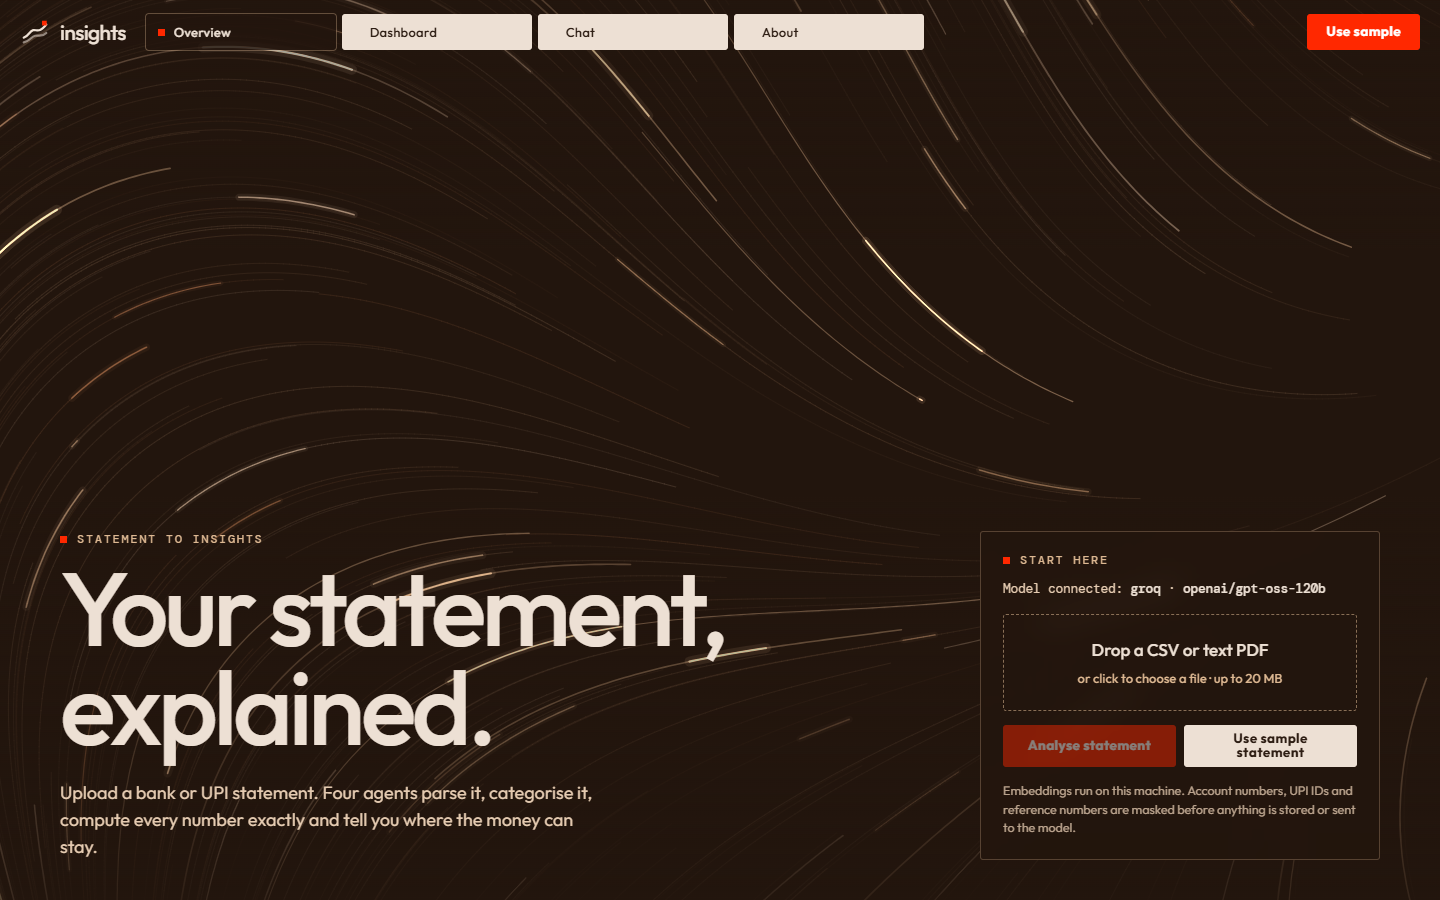 insights
Overview
Dashboard
Chat
About
Use sample
STATEMENT TO INSIGHTS
Your statement,
explained.
Upload a bank or UPI statement. Four agents parse it, categorise it,
compute every number exactly and tell you where the money can
stay.
START HERE
Model connected: groq · openai/gpt-oss-120b
Drop a CSV or text PDF
or click to choose a file · up to 20 MB
Analyse statement
Use sample
statement
Embeddings run on this machine. Account numbers, UPI IDs and
reference numbers are masked before anything is stored or sent
to the model.